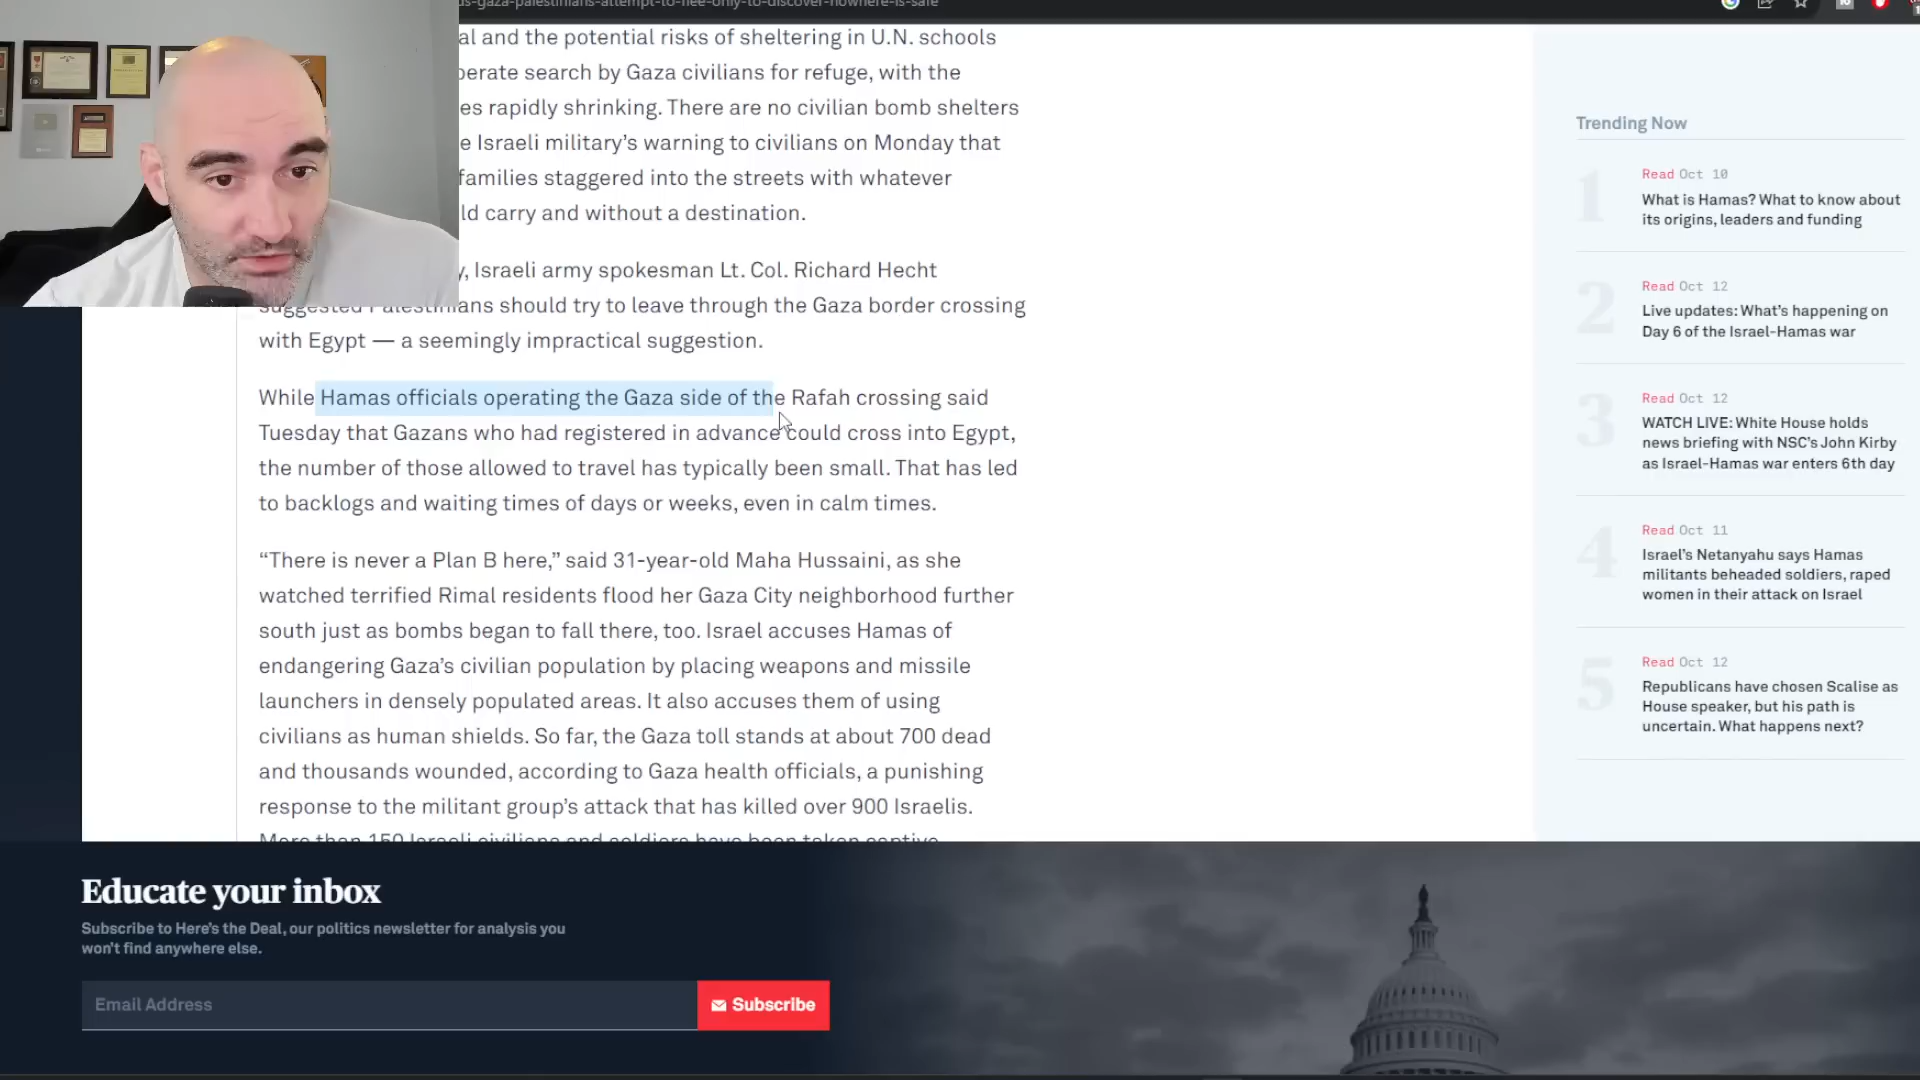 -gaza-palestinians-attempt-to-flee-only-to-discover-nowhere-is-safe
al and the potential risks of sheltering in U.N. schools
perate search by Gaza civilians for refuge, with the
es rapidly shrinking. There are no civilian bomb shelters
e Israeli military’s warning to civilians on Monday that
families staggered into the streets with whatever
ld carry and without a destination.
y, Israeli army spokesman Lt. Col. Richard Hecht
suggested Palestinians should try to leave through the Gaza border crossing
with Egypt — a seemingly impractical suggestion.
While Hamas officials operating the Gaza side of the Rafah crossing said
Tuesday that Gazans who had registered in advance could cross into Egypt,
the number of those allowed to travel has typically been small. That has led
to backlogs and waiting times of days or weeks, even in calm times.
“There is never a Plan B here,” said 31-year-old Maha Hussaini, as she
watched terrified Rimal residents flood her Gaza City neighborhood further
south just as bombs began to fall there, too. Israel accuses Hamas of
endangering Gaza’s civilian population by placing weapons and missile
launchers in densely populated areas. It also accuses them of using
civilians as human shields. So far, the Gaza toll stands at about 700 dead
and thousands wounded, according to Gaza health officials, a punishing
response to the militant group’s attack that has killed over 900 Israelis.
More than 150 Israeli civilians and soldiers have been taken captive
Trending Now
1
Read Oct 10
What is Hamas? What to know about
its origins, leaders and funding
2
Read Oct 12
Live updates: What’s happening on
Day 6 of the Israel-Hamas war
3
Read Oct 12
WATCH LIVE: White House holds
news briefing with NSC’s John Kirby
as Israel-Hamas war enters 6th day
4
Read Oct 11
Israel’s Netanyahu says Hamas
militants beheaded soldiers, raped
women in their attack on Israel
5
Read Oct 12
Republicans have chosen Scalise as
House speaker, but his path is
uncertain. What happens next?
Educate your inbox
Subscribe to Here’s the Deal, our politics newsletter for analysis you
won’t find anywhere else.
Email Address
Subscribe